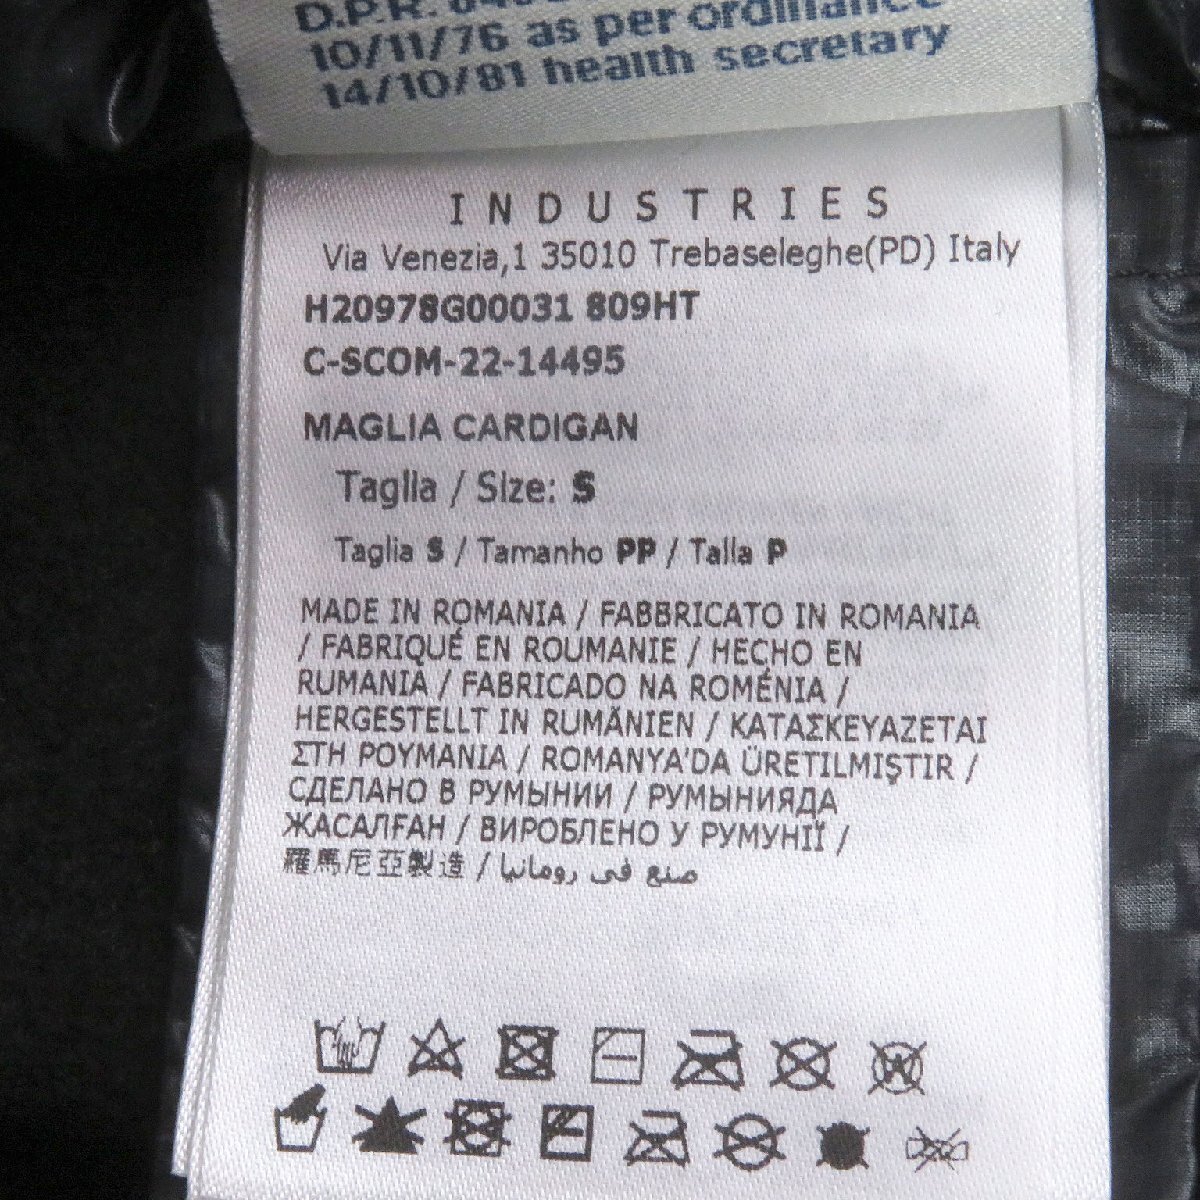 D.P.R.
10/11/76 as per ordinance
14/10/81 health secretary
INDUSTRIES
Via Venezia,1 35010 Trebaseleghe(PD) Italy
H20978G00031 809HT
C-SCOM-22-14495
MAGLIA CARDIGAN
Taglia / Size: S
Taglia S / Tamanho PP / Talla P
MADE IN ROMANIA / FABBRICATO IN ROMANIA
/ FABRIQUÉ EN ROUMANIE / HECHO EN
RUMANIA / FABRICADO NA ROMÉNIA /
HERGESTELLT IN RUMÄNIEN / ΚΑΤΑΣΚΕΥΑΖΕΤΑΙ
ΣΤΗ ΡΟΥΜΑΝΙΑ / ROMANYA'DA ÜRETILMIŞTIR /
СДЕЛАНО В РУМЫНИИ / РУМЫНИЯДА
ЖАСАЛҒАН / ВИРОБЛЕНО У РУМУНІЇ /
羅馬尼亞製造 / صنع في رومانيا